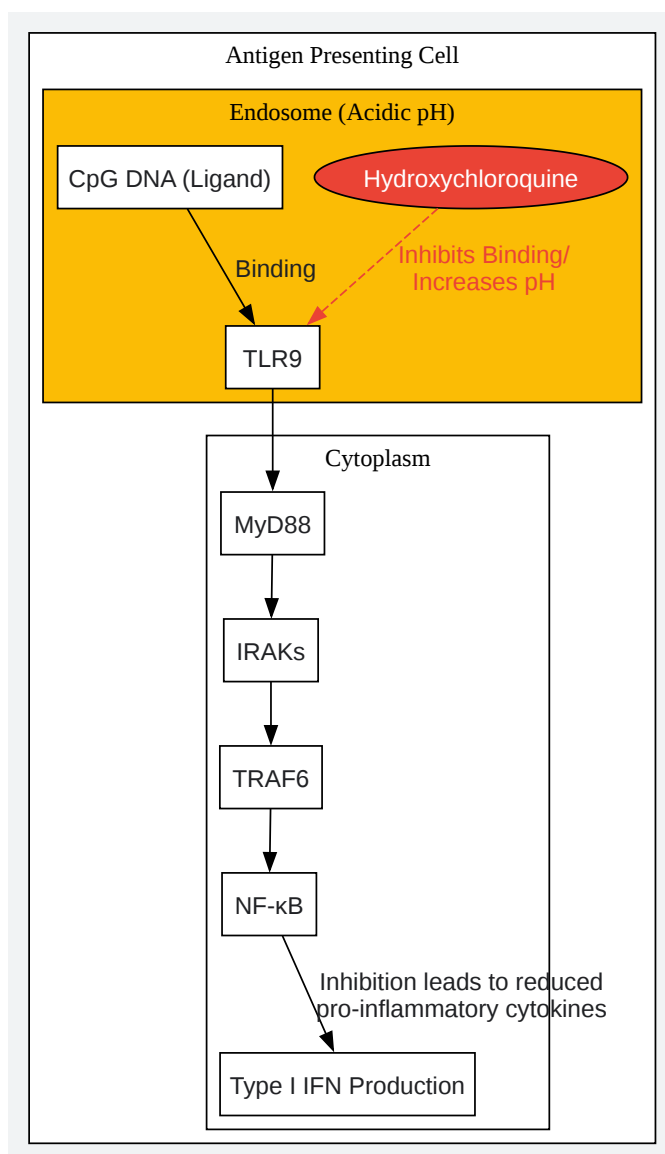 Antigen Presenting Cell
Endosome (Acidic pH)
CpG DNA (Ligand)
Hydroxychloroquine
Binding
Inhibits Binding/
Increases pH
TLR9
Cytoplasm
MyD88
IRAKs
TRAF6
NF-κB
Inhibition leads to reduced
pro-inflammatory cytokines
Type I IFN Production